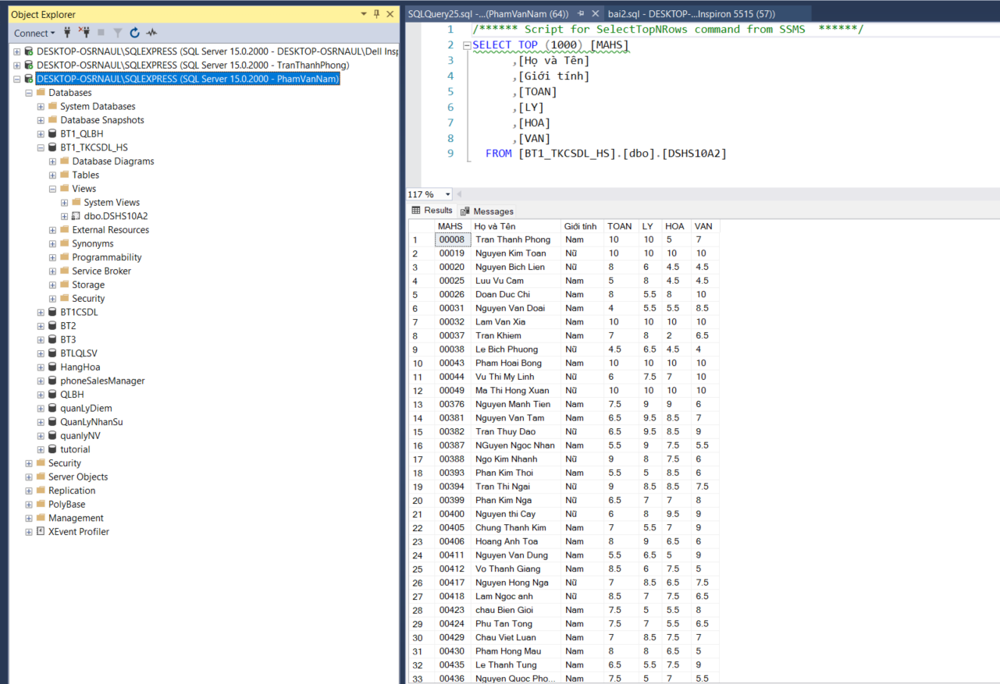 Object Explorer
Connect
DESKTOP-OSRNAUL\SQLEXPRESS (SQL Server 15.0.2000 - DESKTOP-OSRNAUL\Dell Insp
DESKTOP-OSRNAUL\SQLEXPRESS (SQL Server 15.0.2000 - TranThanhPhong)
DESKTOP-OSRNAUL\SQLEXPRESS (SQL Server 15.0.2000 - PhamVanNam)
Databases
System Databases
Database Snapshots
BT1_QLBH
BT1_TKCSDL_HS
Database Diagrams
Tables
Views
System Views
dbo.DSHS10A2
External Resources
Synonyms
Programmability
Service Broker
Storage
Security
BT1CSDL
BT2
BT3
BTLQLSV
HangHoa
phoneSalesManager
QLBH
quanLyDiem
QuanLyNhanSu
quanlyNV
tutorial
Security
Server Objects
Replication
PolyBase
Management
XEvent Profiler
SQLQuery25.sql -...(PhamVanNam (64)) bai2.sql - DESKTOP-...Inspiron 5515 (57))
1 /****** Script for SelectTopNRows command from SSMS ******/
2 SELECT TOP (1000) [MAHS]
3 ,[Họ và Tên]
4 ,[Giới tính]
5 ,[TOAN]
6 ,[LY]
7 ,[HOA]
8 ,[VAN]
9 FROM [BT1_TKCSDL_HS].[dbo].[DSHS10A2]
117 %
Results Messages
MAHS Họ và Tên Giới tính TOAN LY HOA VAN
1 00008 Tran Thanh Phong Nam 10 10 5 7
2 00019 Nguyen Kim Toan Nữ 10 10 10 10
3 00020 Nguyen Bich Lien Nữ 8 6 4.5 4.5
4 00025 Luu Vu Cam Nam 5 8 4.5 4.5
5 00026 Doan Duc Chi Nam 8 5.5 8 10
6 00031 Nguyen Van Doai Nam 4 5.5 5.5 8.5
7 00032 Lam Van Xia Nam 10 10 10 10
8 00037 Tran Khiem Nam 7 8 2 6.5
9 00038 Le Bich Phuong Nữ 4.5 6.5 4.5 4
10 00043 Pham Hoai Bong Nam 10 10 10 10
11 00044 Vu Thi My Linh Nữ 6 7.5 7 10
12 00049 Ma Thi Hong Xuan Nữ 10 10 10 10
13 00376 Nguyen Manh Tien Nam 7.5 9 9 6
14 00381 Nguyen Van Tam Nam 6.5 9.5 8.5 7
15 00382 Tran Thuy Dao Nữ 6.5 9.5 8.5 9
16 00387 NGuyen Ngoc Nhan Nam 5.5 9 7.5 5.5
17 00388 Ngo Kim Nhanh Nữ 9 8 7.5 6
18 00393 Phan Kim Thoi Nam 5.5 5 8.5 6
19 00394 Tran Thi Ngai Nữ 9 8.5 8.5 7.5
20 00399 Phan Kim Nga Nữ 6.5 7 7 8
21 00400 Nguyen thi Cay Nữ 6 8 9.5 9
22 00405 Chung Thanh Kim Nam 7 5.5 7 9
23 00406 Hoang Anh Toa Nam 8 9 6.5 6
24 00411 Nguyen Van Dung Nam 5.5 6.5 5 9
25 00412 Vo Thanh Giang Nam 8.5 6 7.5 5
26 00417 Nguyen Hong Nga Nữ 7 8.5 6.5 7.5
27 00418 Lam Ngoc anh Nữ 8.5 7 7.5 6.5
28 00423 chau Bien Gioi Nam 7.5 5 5.5 8
29 00424 Phu Tan Tong Nam 7.5 7 5.5 6.5
30 00429 Chau Viet Luan Nam 7 8.5 7.5 7
31 00430 Pham Hong Mau Nam 8 8 6.5 5
32 00435 Le Thanh Tung Nam 6.5 5.5 7.5 9
33 00436 Nguyen Quoc Pho... Nam 7.5 5 7 5.5